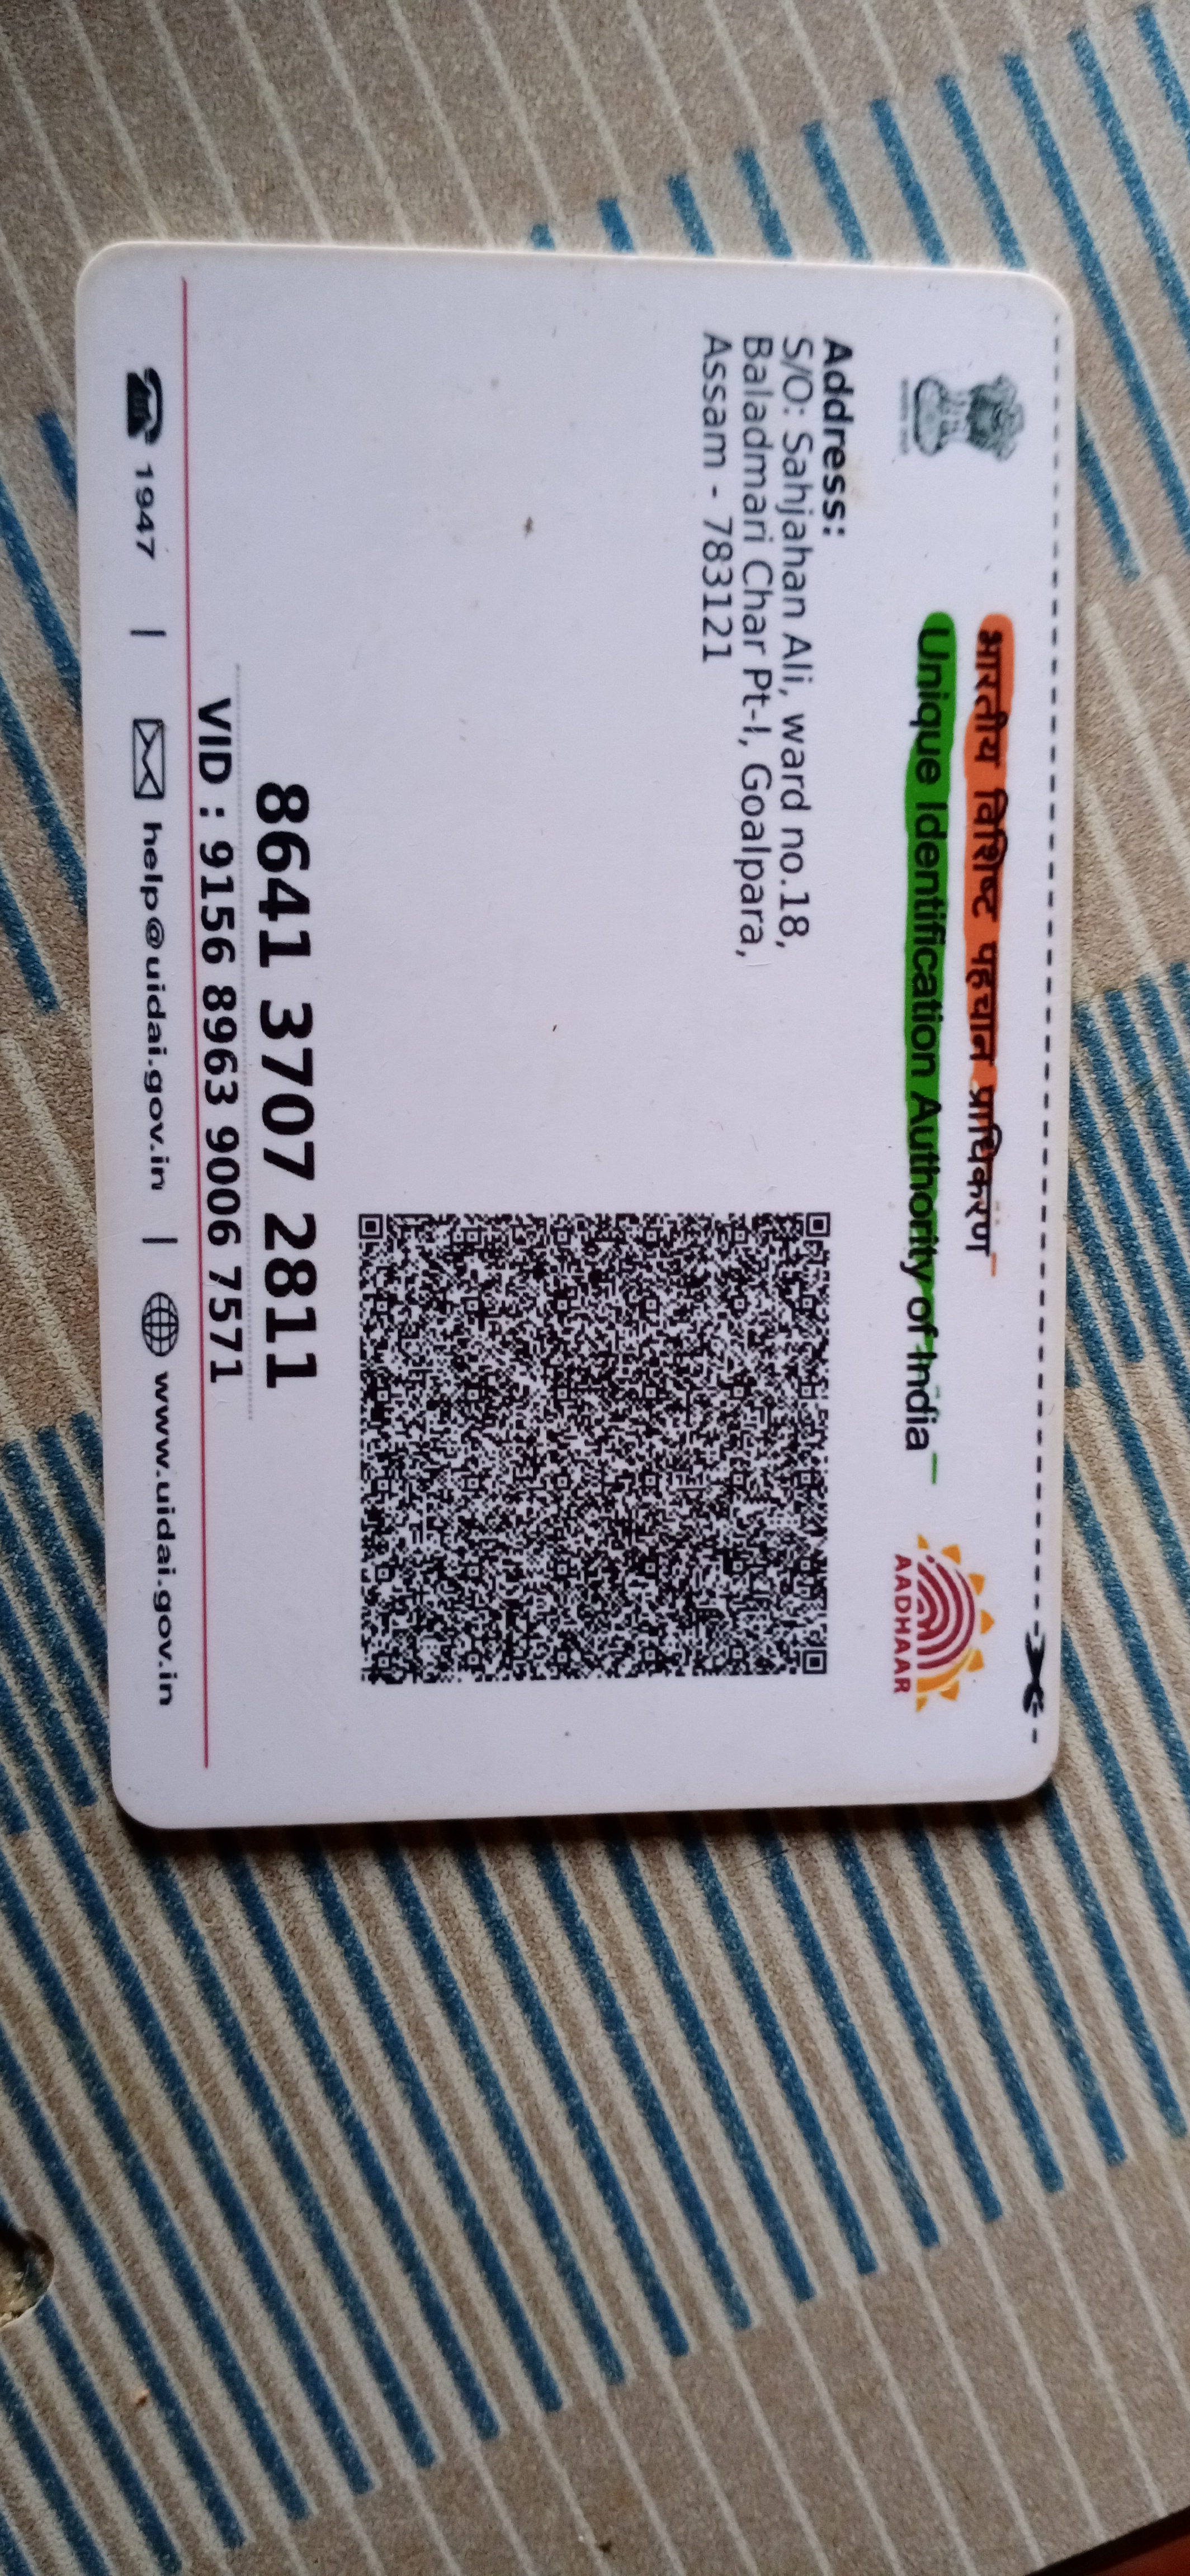 भारतीय विशिष्ट पहचान प्राधिकरण
Unique Identification Authority of India
AADHAAR
Address:
S/O: Sahjahan Ali, ward no.18,
Baladmari Char Pt-I, Goalpara,
Assam - 783121
8641 3707 2811
VID : 9156 8963 9006 7571
1947 | help@uidai.gov.in | www.uidai.gov.in